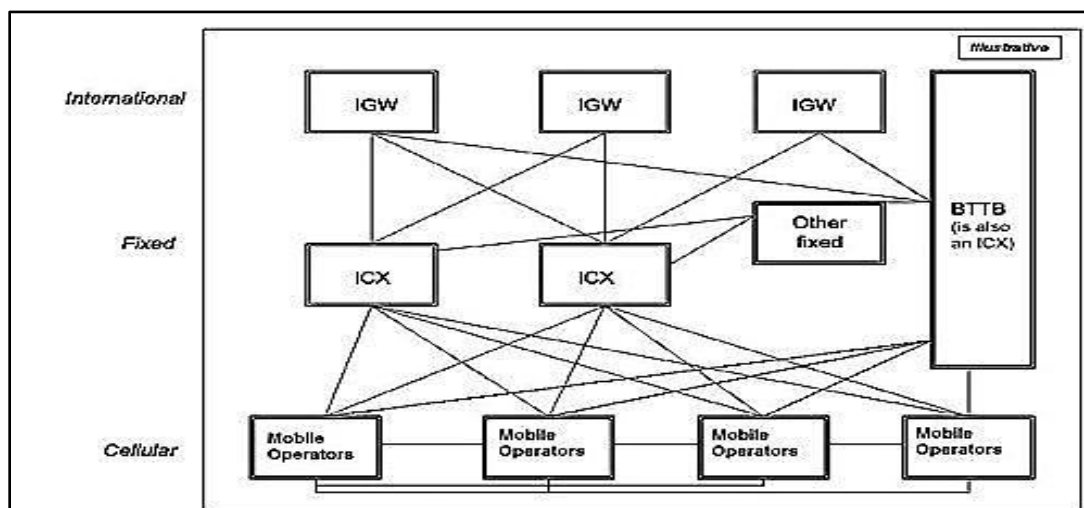 Illustrative
International
IGW
IGW
IGW
BTTB
(is also
an ICX)
Fixed
Other
fixed
ICX
ICX
Cellular
Mobile
Operators
Mobile
Operators
Mobile
Operators
Mobile
Operators